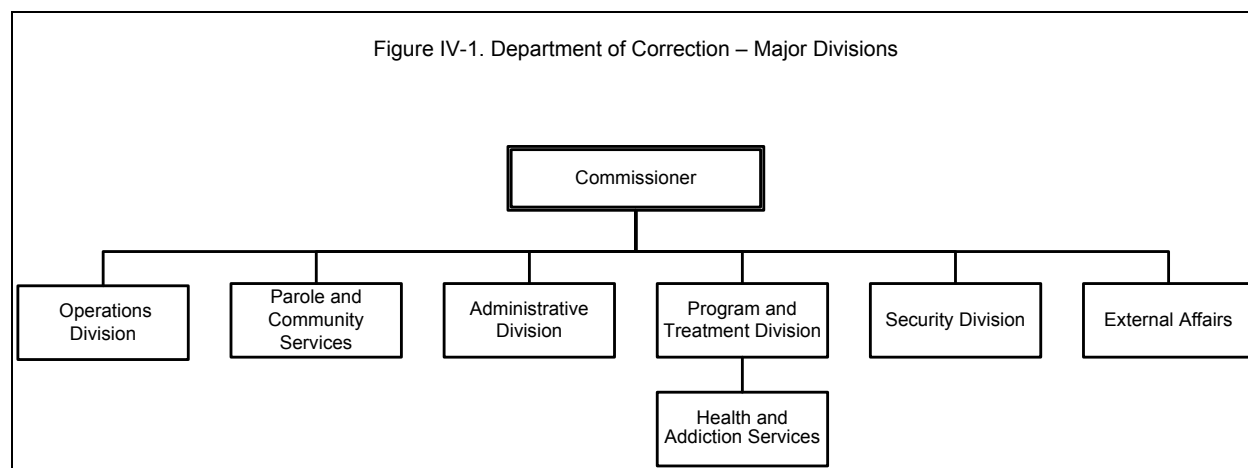 Figure IV-1. Department of Correction – Major Divisions
Commissioner
Operations
Division
Parole and
Community
Services
Administrative
Division
Program and
Treatment Division
Security Division
External Affairs
Health and
Addiction Services